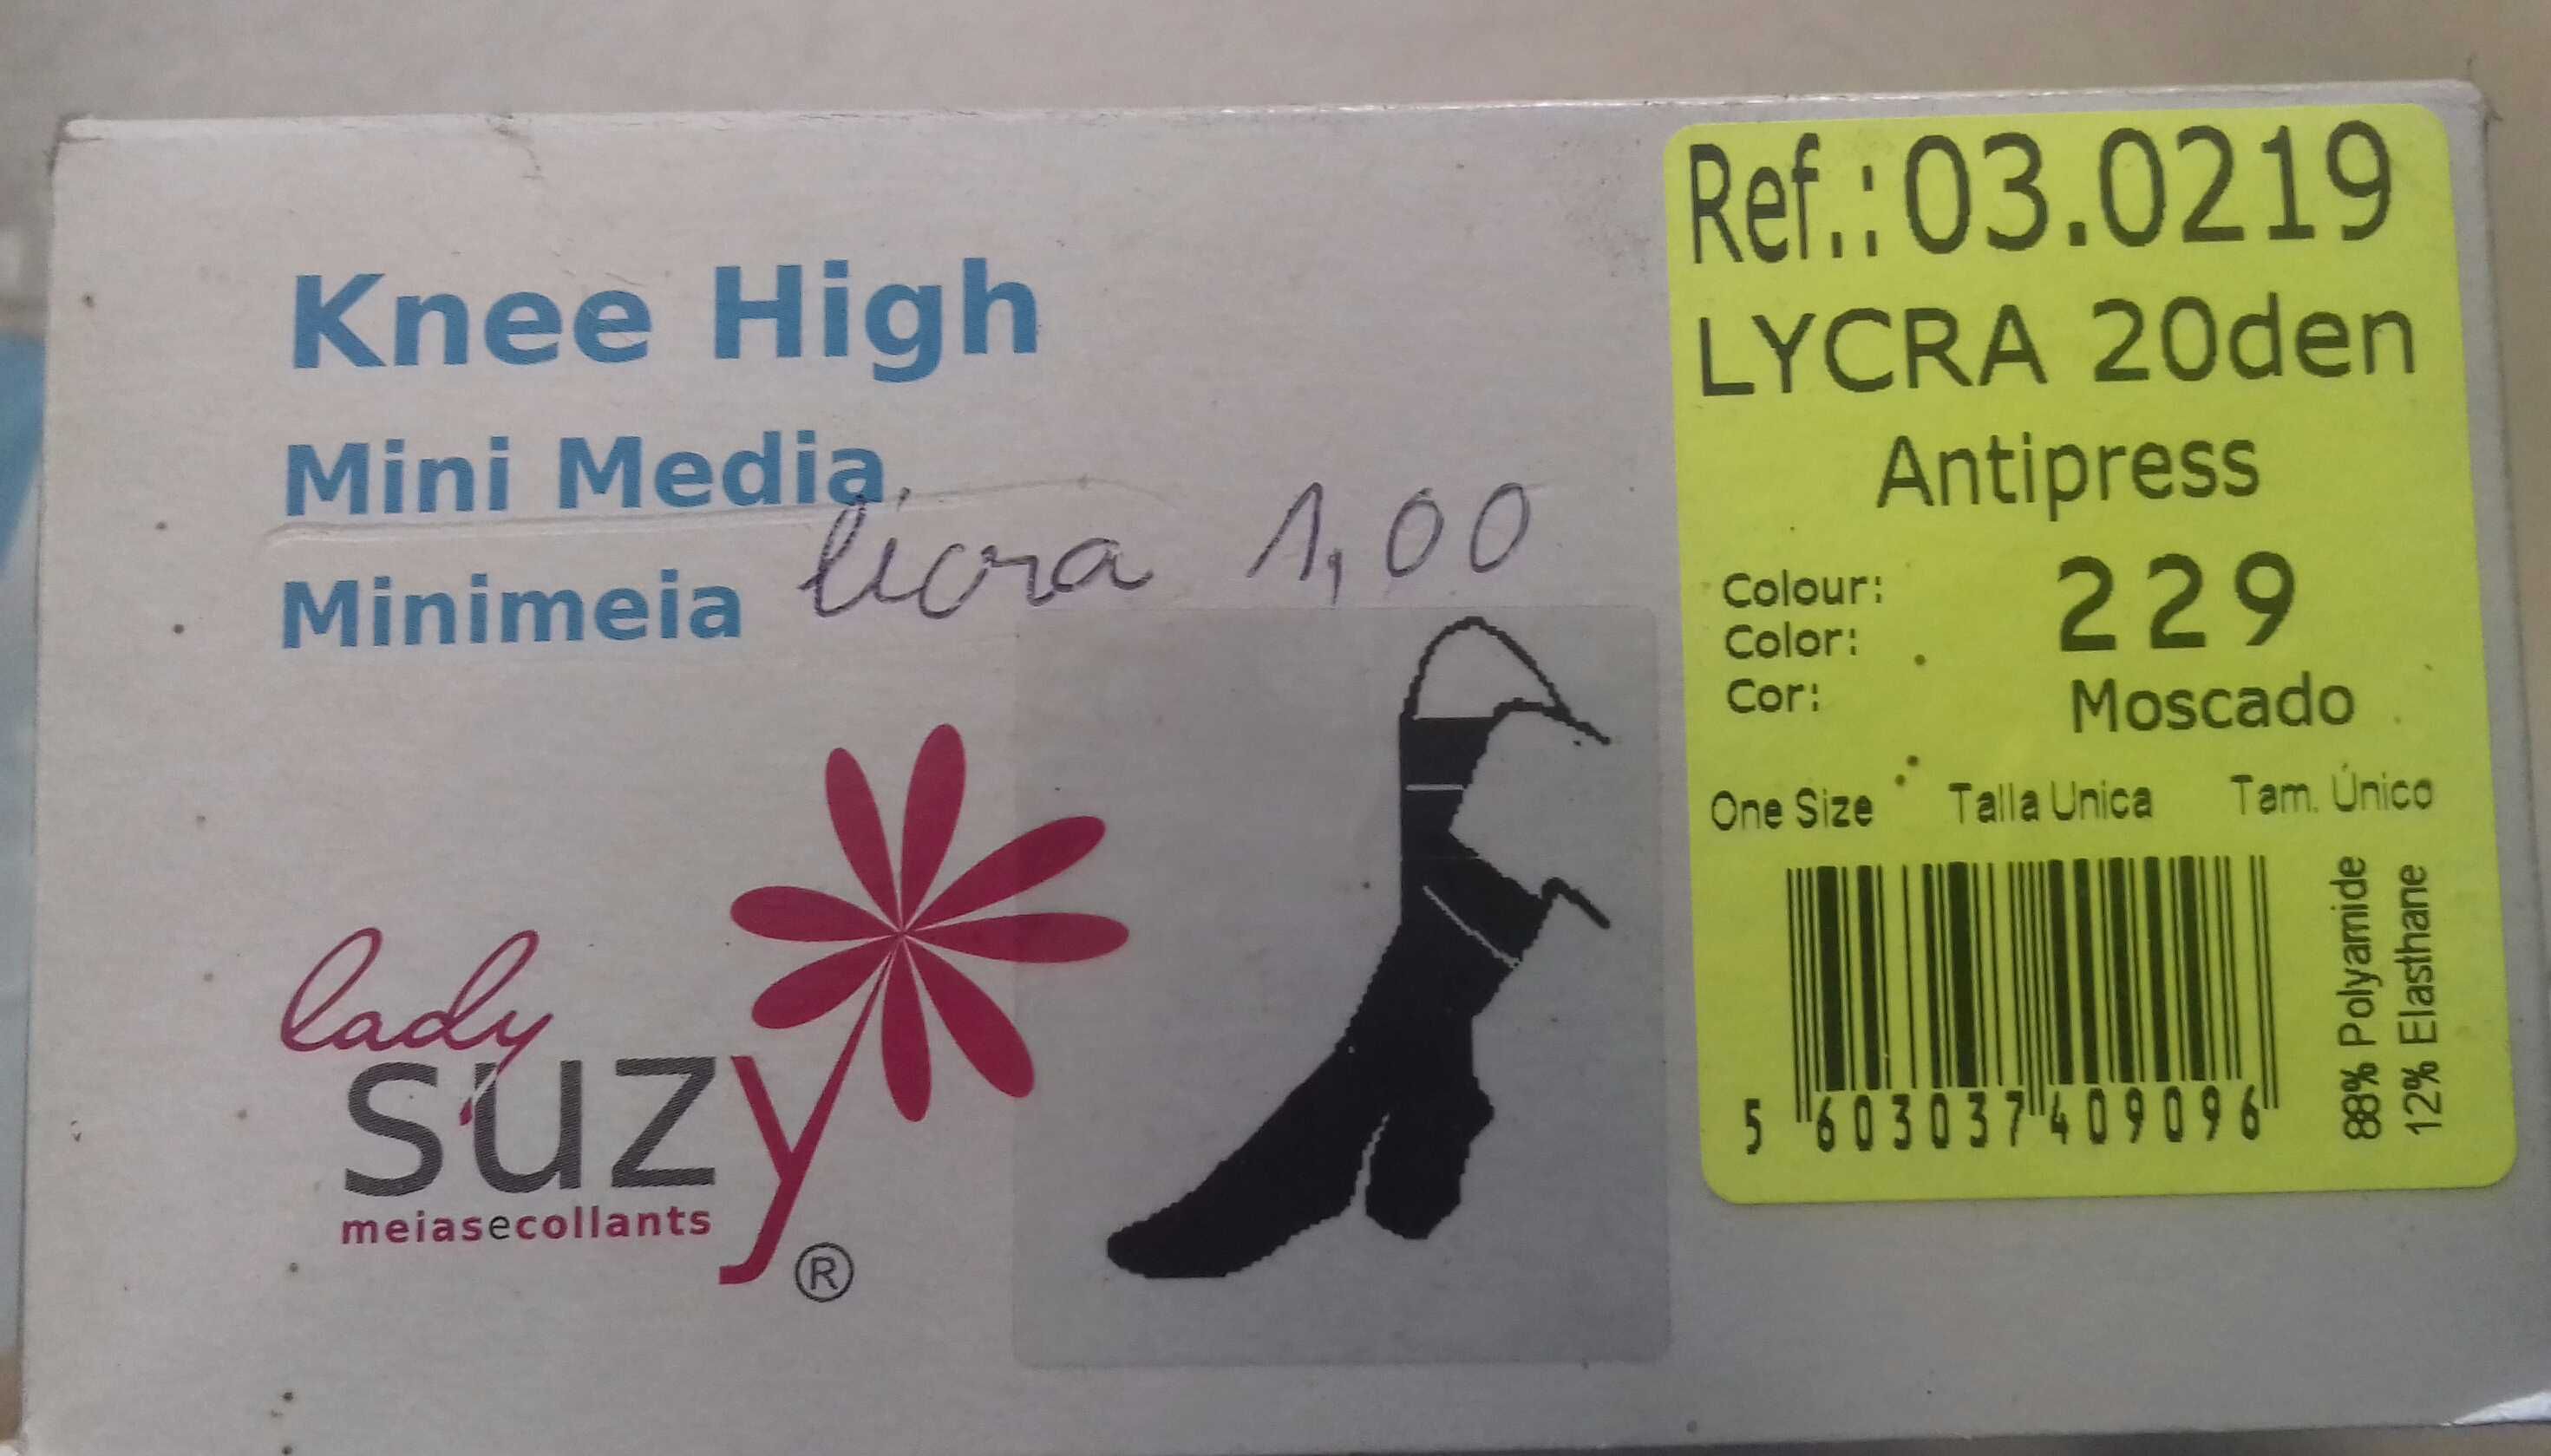 Knee High
Mini Media
Minimeia
licra 1,00
lady
suzy
meiasecollants
®
Ref.: 03.0219
LYCRA 20den
Antipress
Colour:
Color:
Cor:
229
Moscado
One Size Talla Unica Tam. Único
5 603037 409096
88% Polyamide
12% Elasthane